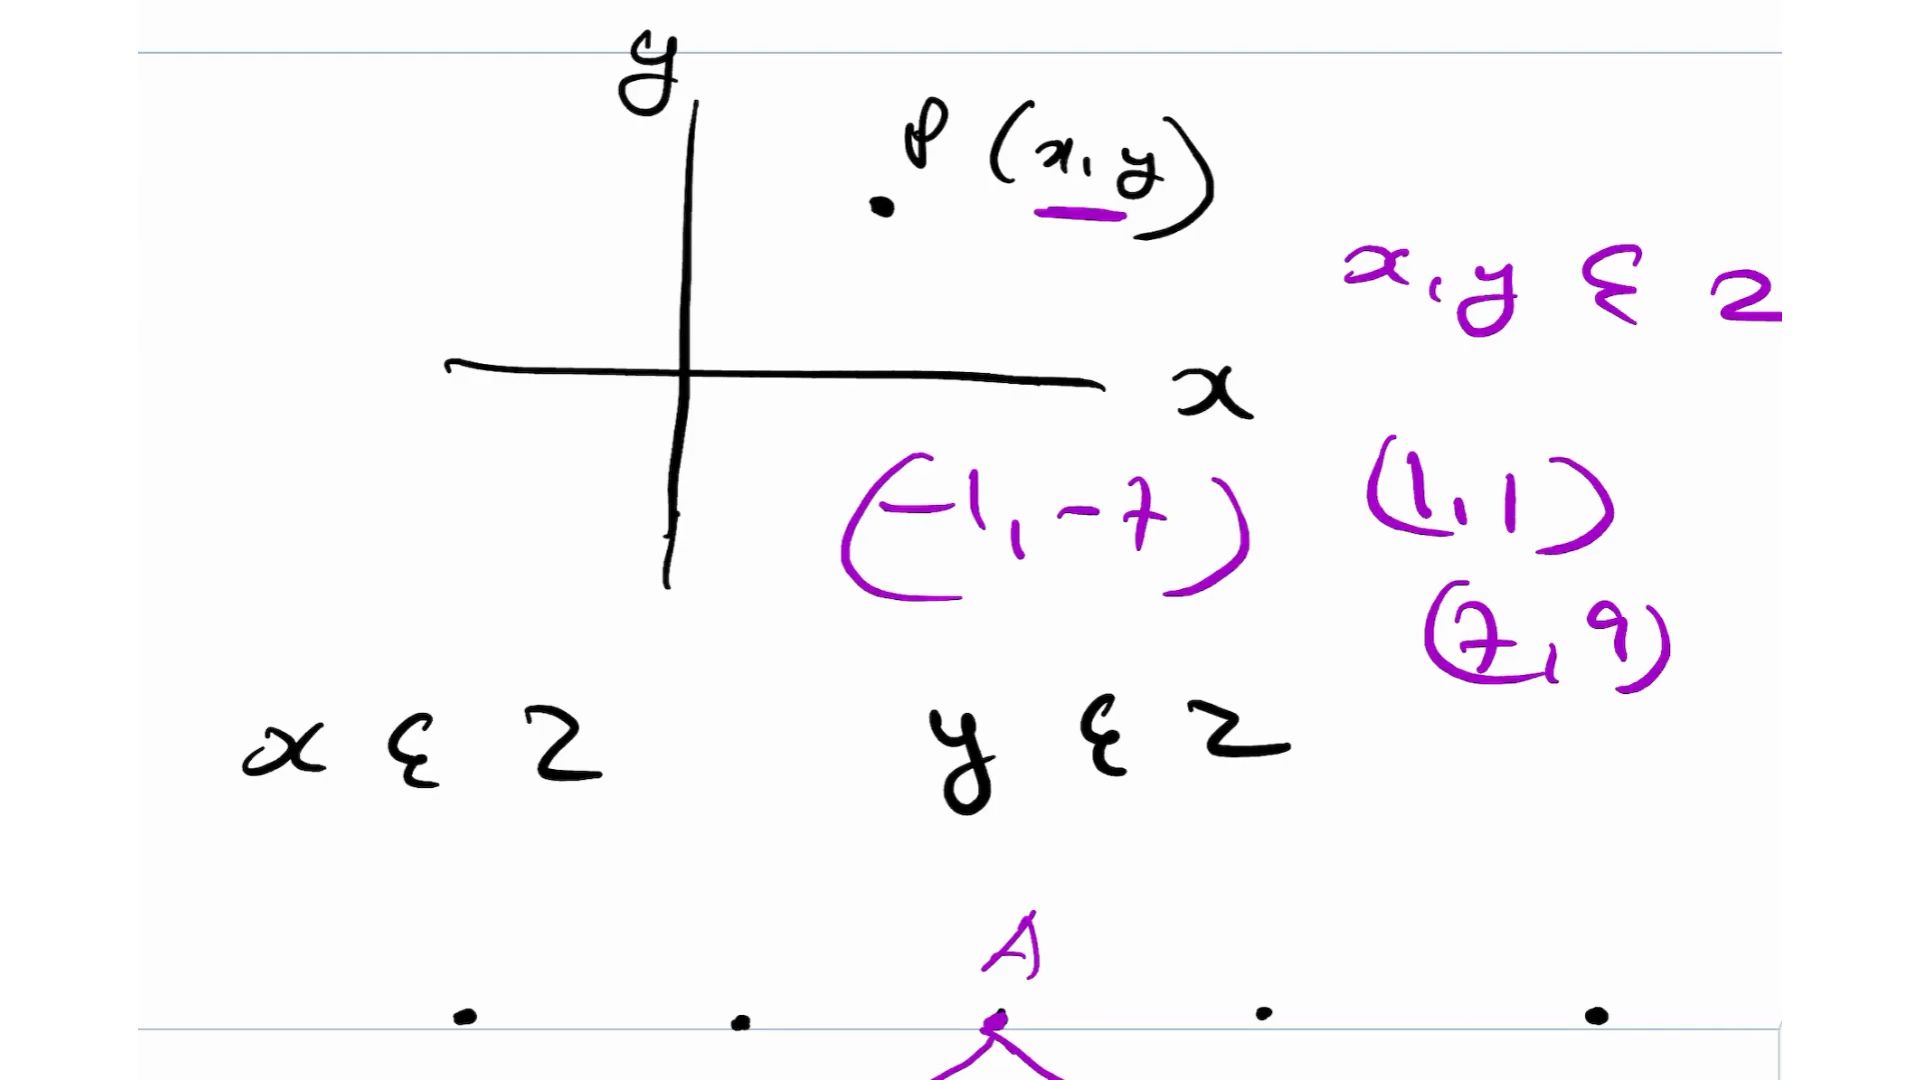 y
P (x, y)
x, y ∈ Z
x
(-1, -7) (1, 1)
(7, 9)
x ∈ Z y ∈ Z
A